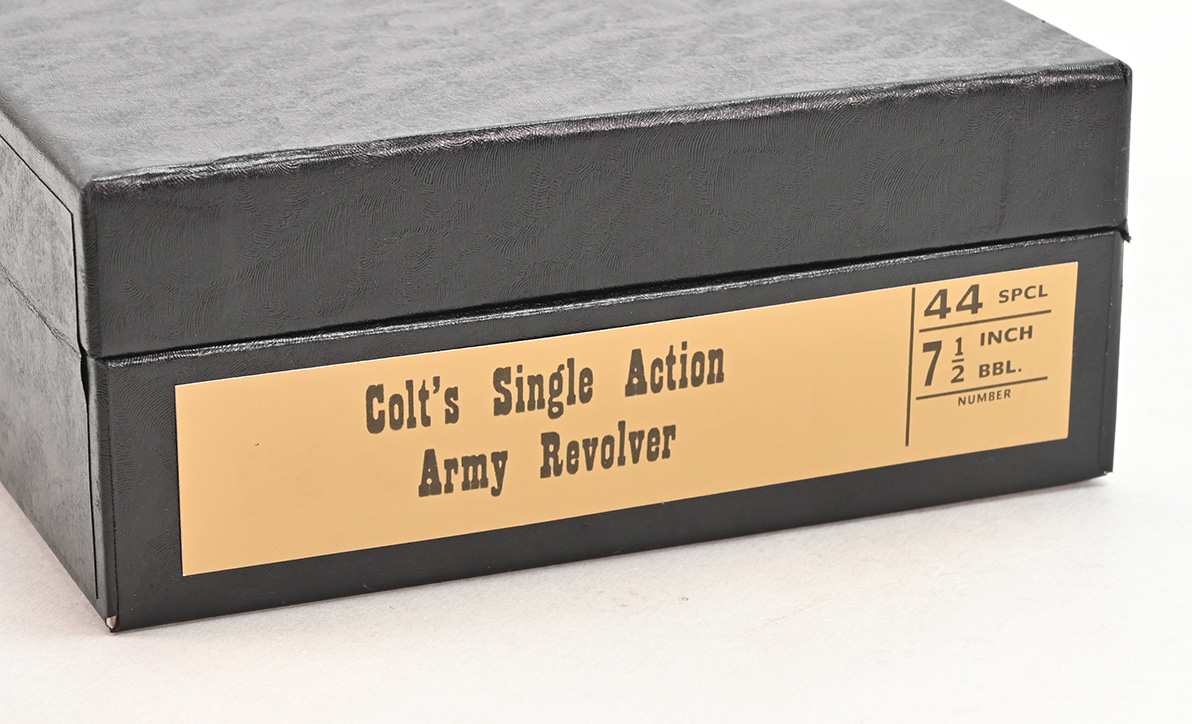 Colt's Single Action
Army Revolver
44 SPCL
7 1/2 INCH BBL.
NUMBER